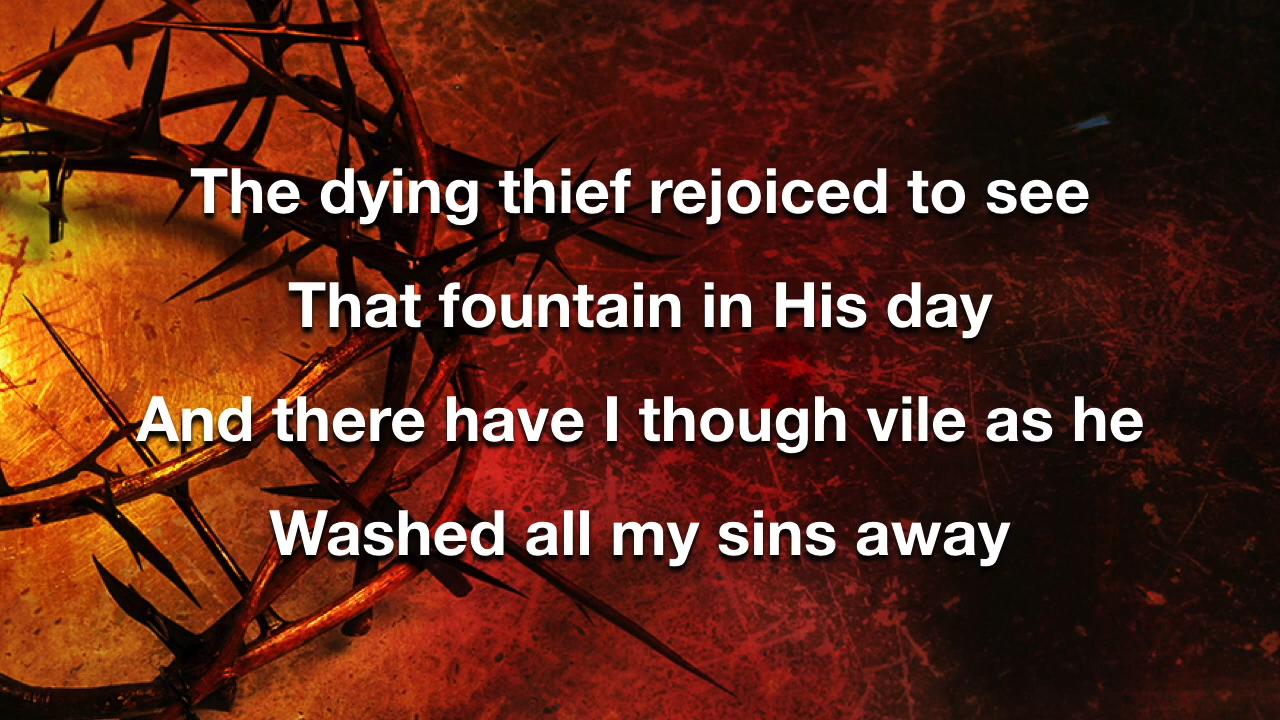 The dying thief rejoiced to see
That fountain in His day
And there have I though vile as he
Washed all my sins away